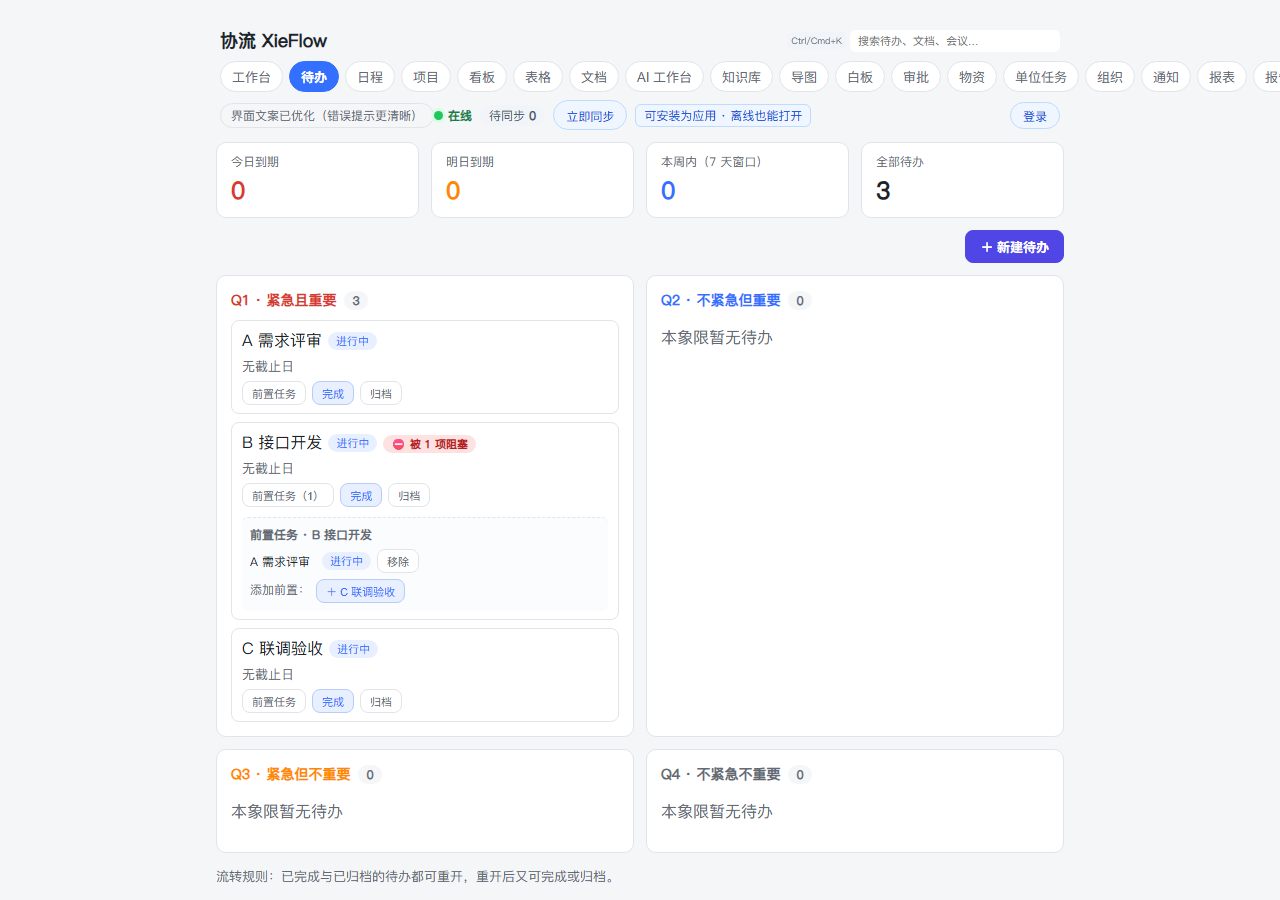 协流 XieFlow
Ctrl/Cmd+K 搜索待办、文档、会议…
工作台 待办 日程 项目 看板 表格 文档 AI 工作台 知识库 导图 白板 审批 物资 单位任务 组织 通知 报表
界面文案已优化（错误提示更清晰） 在线 待同步 0 立即同步 可安装为应用 · 离线也能打开 登录
今日到期 明日到期 本周内（7 天窗口） 全部待办
0 0 0 3
＋ 新建待办
Q1 · 紧急且重要 3
A 需求评审 进行中
无截止日
前置任务 完成 归档
B 接口开发 进行中 ⛔ 被 1 项阻塞
无截止日
前置任务（1） 完成 归档
前置任务 · B 接口开发
A 需求评审 进行中 移除
添加前置： ＋ C 联调验收
C 联调验收 进行中
无截止日
前置任务 完成 归档
Q2 · 不紧急但重要 0
本象限暂无待办
Q3 · 紧急但不重要 0
本象限暂无待办
Q4 · 不紧急不重要 0
本象限暂无待办
流转规则：已完成与已归档的待办都可重开，重开后又可完成或归档。